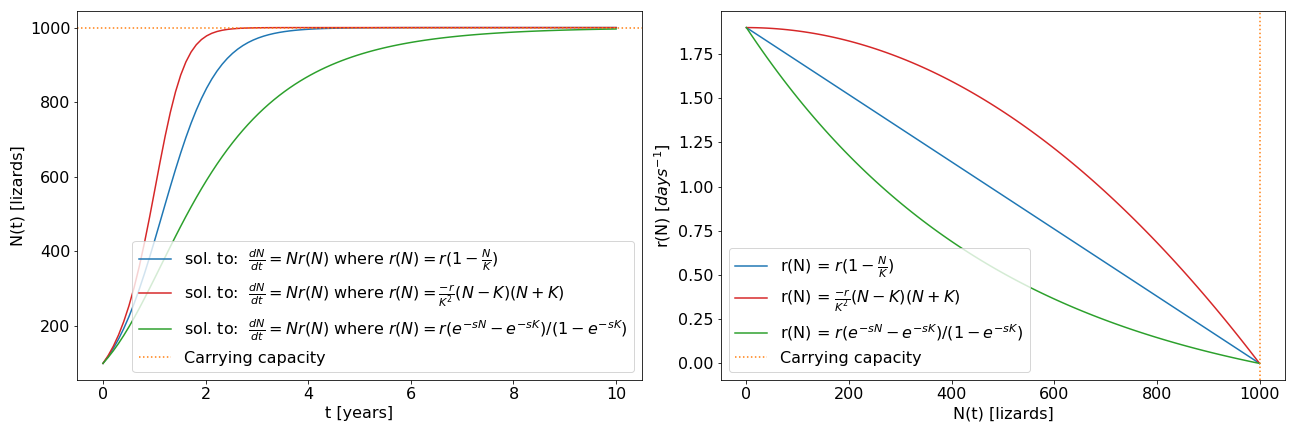 1000
800
600
400
200
N(t) [lizards]
sol. to: dN/dt = Nr(N) where r(N) = r(1 − N/K)
sol. to: dN/dt = Nr(N) where r(N) = −r/K²(N − K)(N + K)
sol. to: dN/dt = Nr(N) where r(N) = r(e^{−sN} − e^{−sK})/(1 − e^{−sK})
Carrying capacity
0 2 4 6 8 10
t [years]
1.75
1.50
1.25
1.00
0.75
0.50
0.25
0.00
r(N) [days⁻¹]
r(N) = r(1 − N/K)
r(N) = −r/K²(N − K)(N + K)
r(N) = r(e^{−sN} − e^{−sK})/(1 − e^{−sK})
Carrying capacity
0 200 400 600 800 1000
N(t) [lizards]